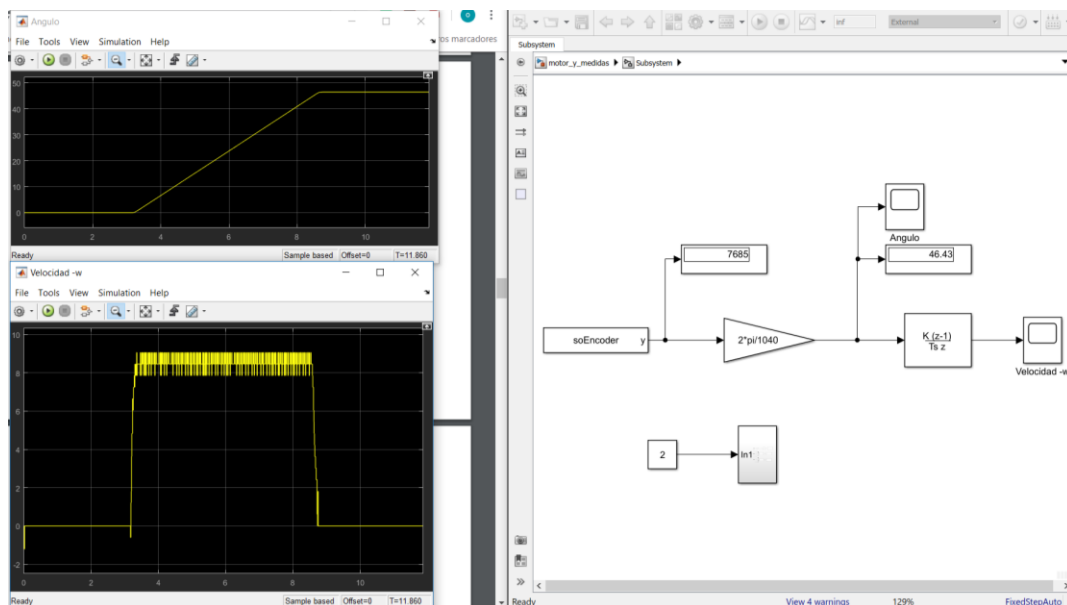 Angulo
File Tools View Simulation Help
50
40
30
20
10
0
0 2 4 6 8 10
Ready Sample based Offset=0 T=11.860
Velocidad -w
File Tools View Simulation Help
10
8
6
4
2
0
-2
0 2 4 6 8 10
Ready Sample based Offset=0 T=11.860
os marcadores
inf External
Subsystem
motor_y_medidas Subsystem
Angulo
7685
46.43
soEncoder y
2*pi/1040
K (z-1)
Ts z
Velocidad -w
2
In1
Ready View 4 warnings 129% FixedStepAuto